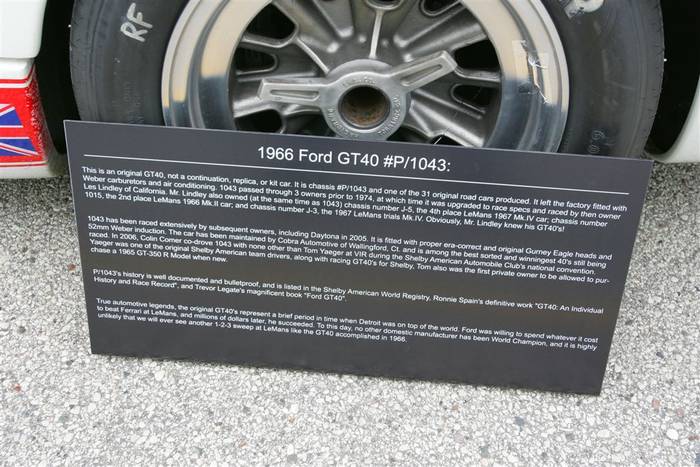 RF
1966 Ford GT40 #P/1043:
This is an original GT40, not a continuation, replica, or kit car. It is chassis #P/1043 and one of the 31 original road cars produced. It left the factory fitted with
Weber carburetors and air conditioning. 1043 passed through 3 owners prior to 1974, at which time it was upgraded to race specs and raced by then owner
Les Lindley of California. Mr. Lindley also owned (at the same time as 1043) chassis number J-5, the 4th place LeMans 1967 Mk.IV car; chassis number
1015, the 2nd place LeMans 1966 Mk.II car; and chassis number J-3, the 1967 LeMans trials Mk.IV. Obviously, Mr. Lindley knew his GT40's!
1043 has been raced extensively by subsequent owners, including Daytona in 2005. It is fitted with proper era-correct and original Gurney Eagle heads and
52mm Weber induction. The car has been maintained by Cobra Automotive of Wallingford, Ct. and is among the best sorted and winningest 40's still being
raced. In 2006, Colin Comer co-drove 1043 with none other than Tom Yeager at VIR during the Shelby American Automobile Club's national convention.
Yaeger was one of the original Shelby American team drivers, along with racing GT40's for Shelby. Tom also was the first private owner to be allowed to pur-
chase a 1965 GT-350 R Model when new.
P/1043's history is well documented and bulletproof, and is listed in the Shelby American World Registry, Ronnie Spain's definitive work "GT40: An Individual
History and Race Record", and Trevor Legate's magnificent book "Ford GT40".
True automotive legends, the original GT40's represent a brief period in time when Detroit was on top of the world. Ford was willing to spend whatever it cost
to beat Ferrari at LeMans, and millions of dollars later, he succeeded. To this day, no other domestic manufacturer has been World Champion, and it is highly
unlikely that we will ever see another 1-2-3 sweep at LeMans like the GT40 accomplished in 1966.